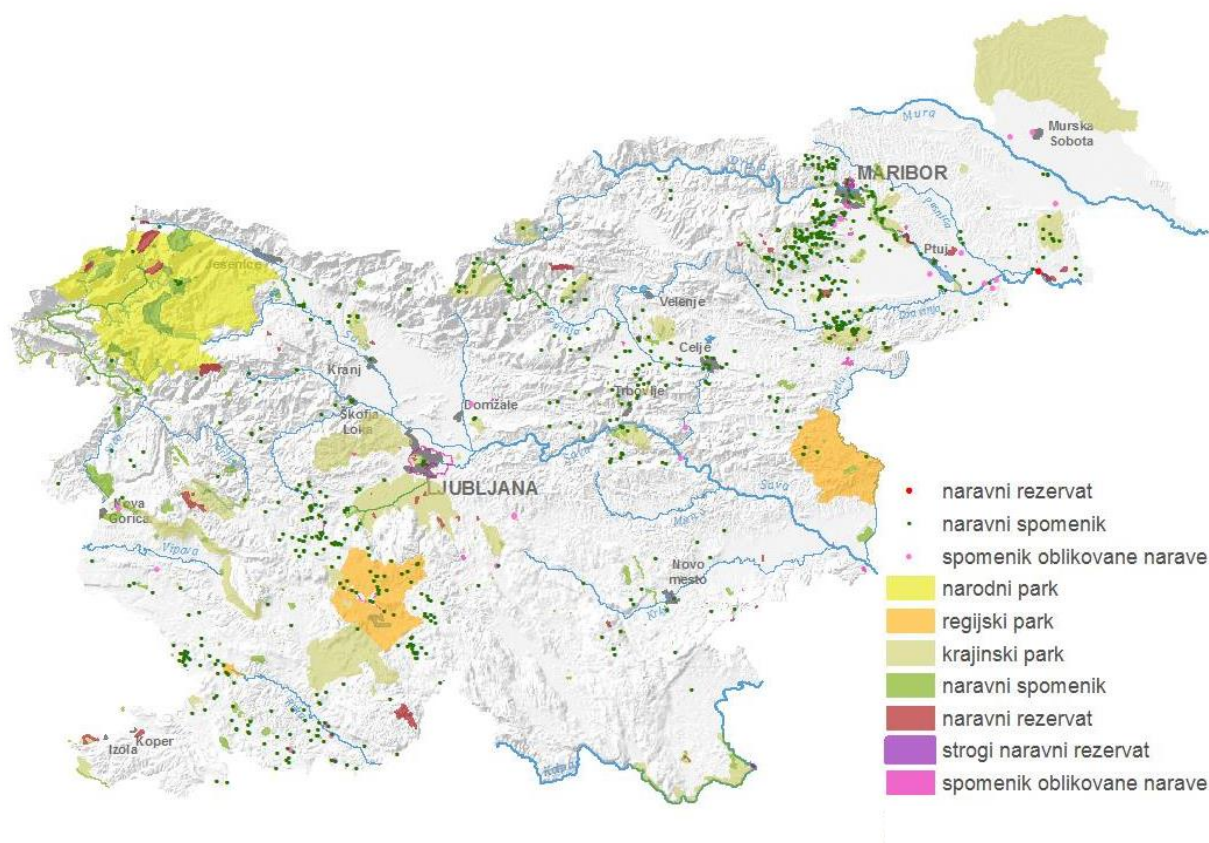 Mura
Murska
Sobota
Drava
MARIBOR
Pesnica
Ptuj
Jesenice
Velenje
Dravinja
Savinja
Celje
Kranj
Trbovlje
Domžale
Škofja
Loka
Sava
LJUBLJANA
Sava
Mirna
Nova
Gorica
Vipava
Novo
mesto
Krka
Izola
Koper
Kolpa
naravni rezervat
naravni spomenik
spomenik oblikovane narave
narodni park
regijski park
krajinski park
naravni spomenik
naravni rezervat
strogi naravni rezervat
spomenik oblikovane narave